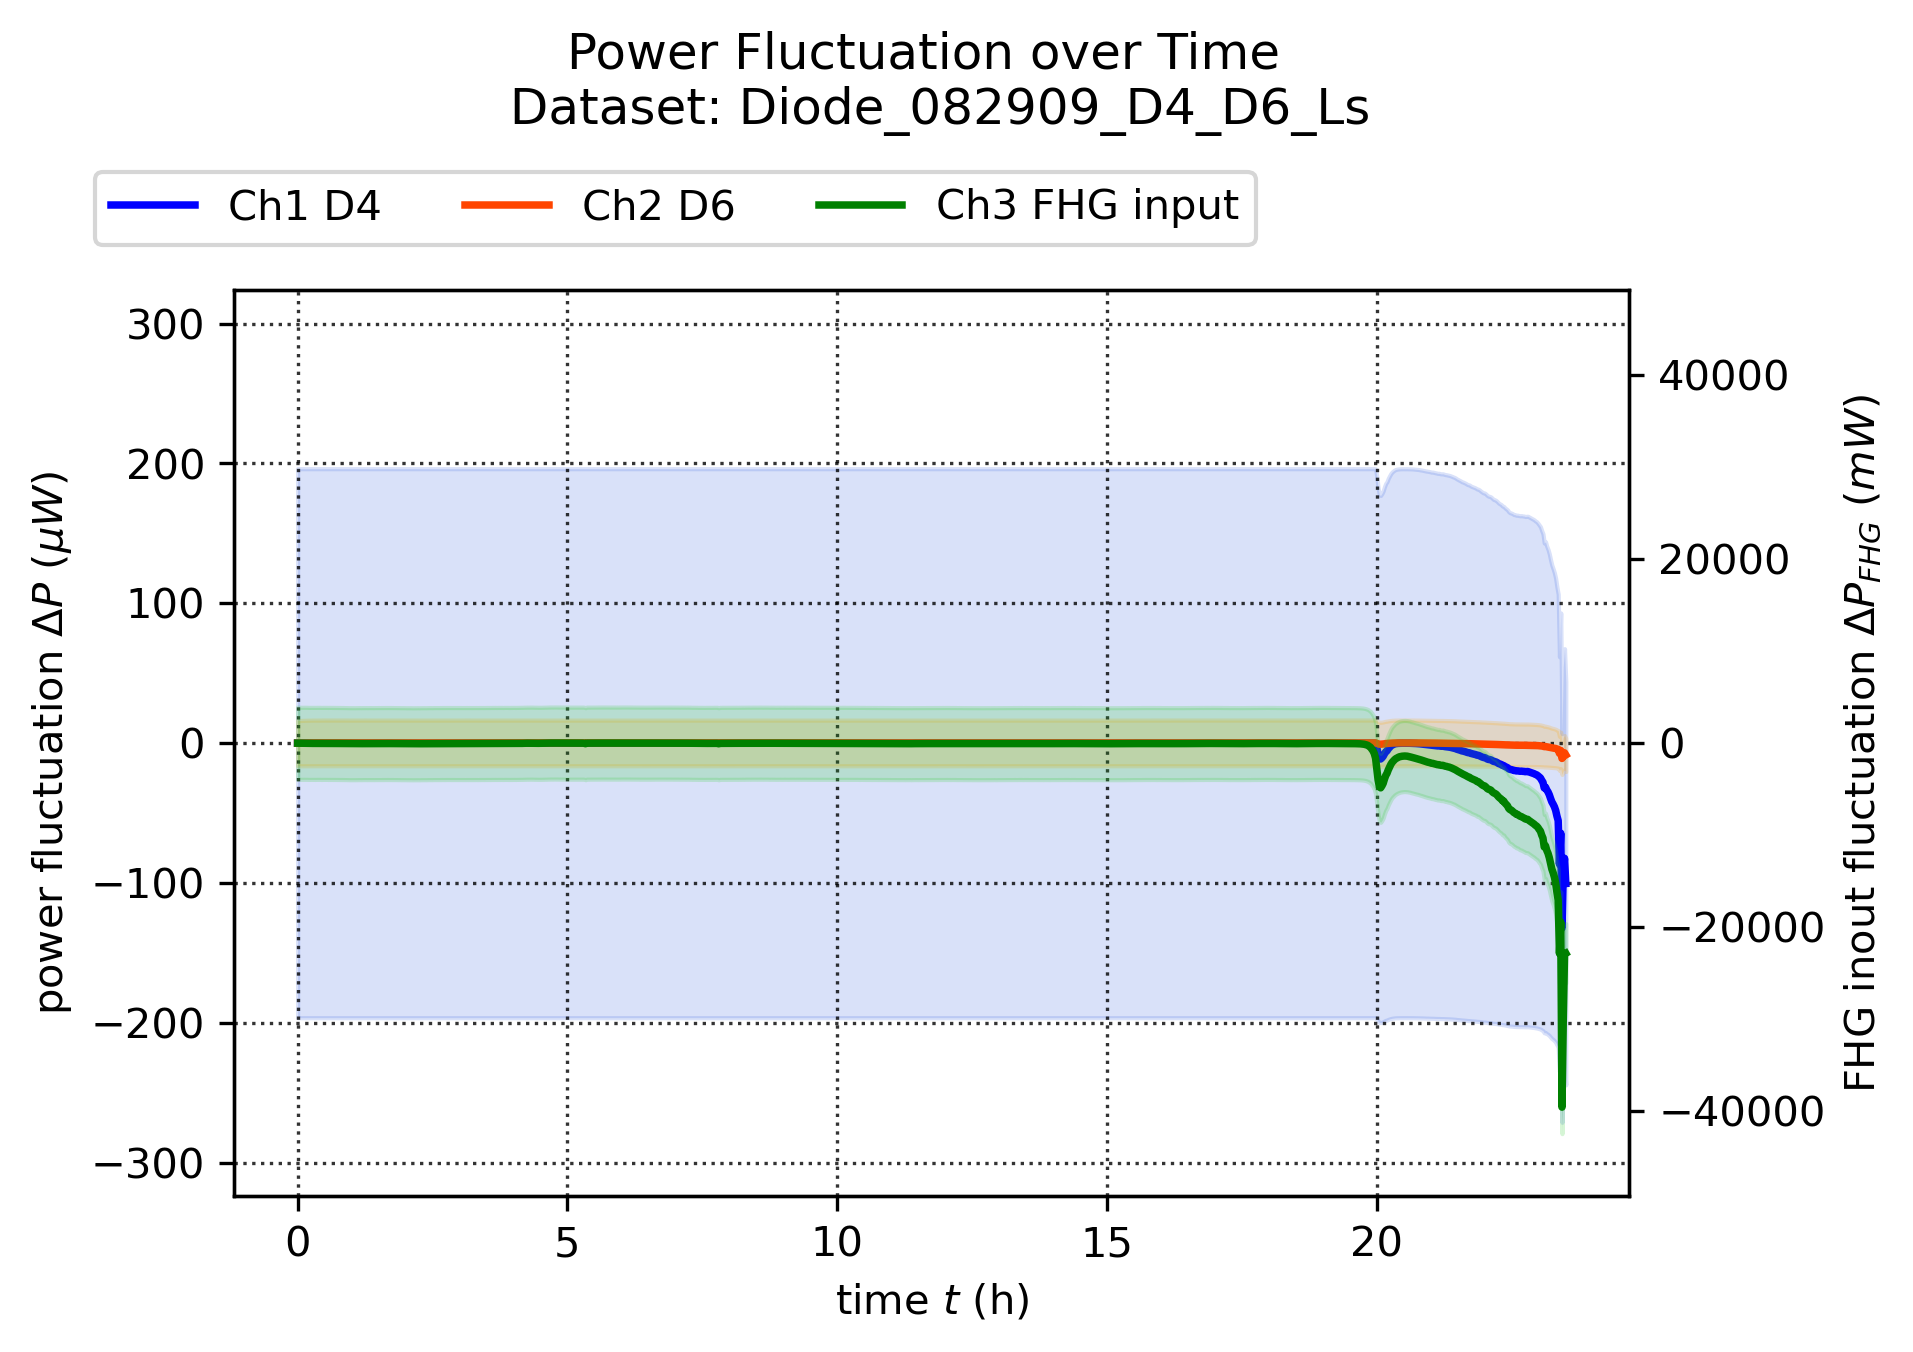 Power Fluctuation over Time
Dataset: Diode_082909_D4_D6_Ls
Ch1 D4
Ch2 D6
Ch3 FHG input
300
200
100
0
−100
−200
−300
power fluctuation ΔP (μW)
40000
20000
0
−20000
−40000
FHG inout fluctuation ΔP_FHG (mW)
0
5
10
15
20
time t (h)